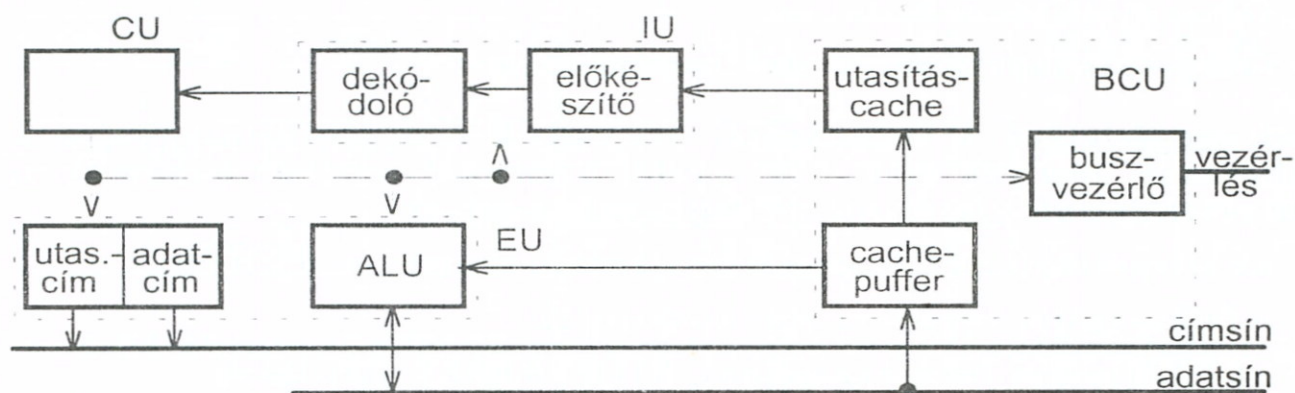 CU
IU
BCU
dekó-
doló
előké-
szítő
utasítás-
cache
busz-
vezérlő
vezér-
lés
utas.-
cím
adat-
cím
ALU
EU
cache-
puffer
címsín
adatsín